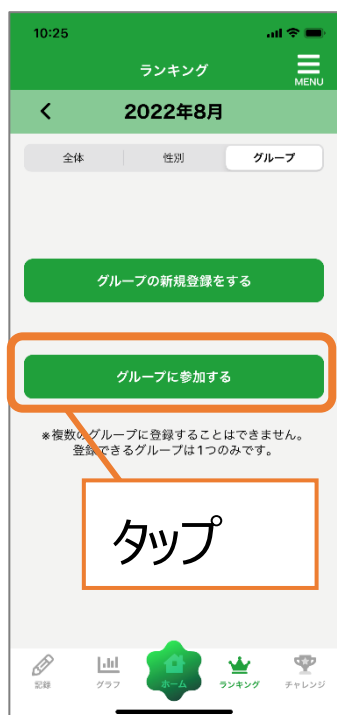 10:25
ランキング
MENU
2022年8月
全体 性別 グループ
グループの新規登録をする
グループに参加する
※複数のグループに登録することはできません。
登録できるグループは1つのみです。
タップ
記録 グラフ ホーム ランキング チャレンジ